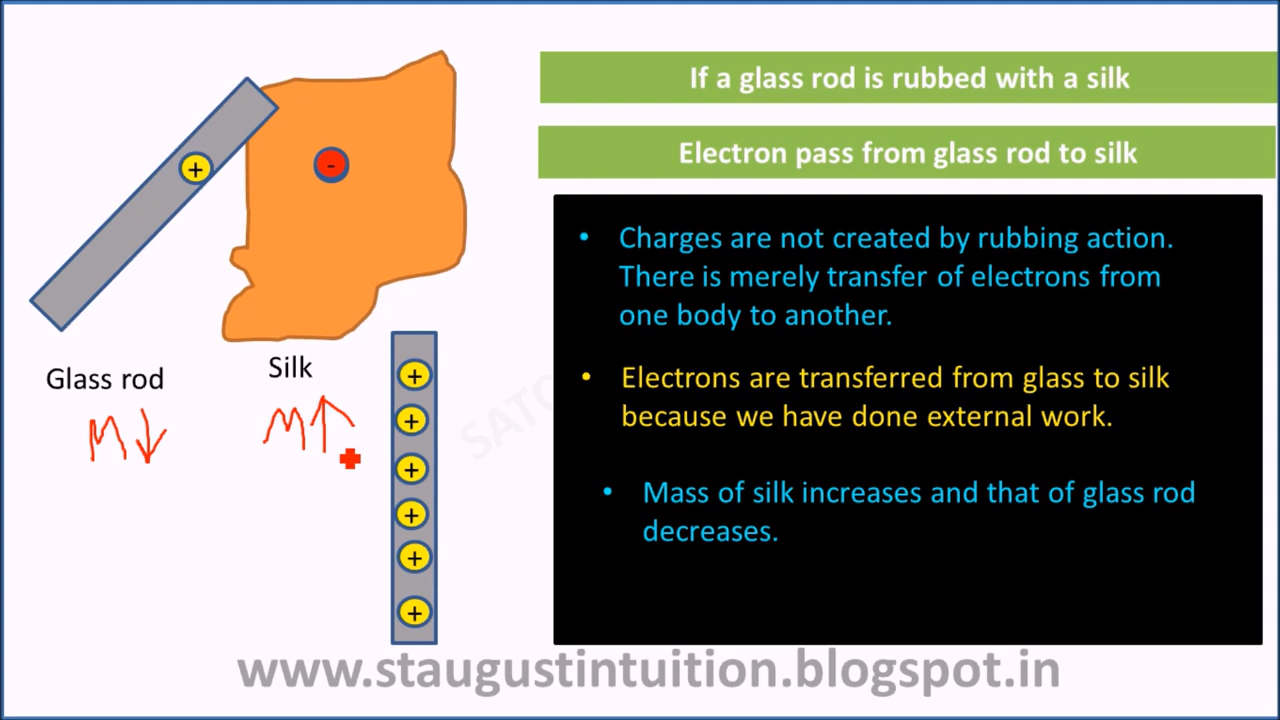 If a glass rod is rubbed with a silk
Electron pass from glass rod to silk
+
-
Glass rod
Silk
M↓
M↑
+
+
+
+
+
+
• Charges are not created by rubbing action.
There is merely transfer of electrons from
one body to another.
• Electrons are transferred from glass to silk
because we have done external work.
• Mass of silk increases and that of glass rod
decreases.
www.staugustintuition.blogspot.in